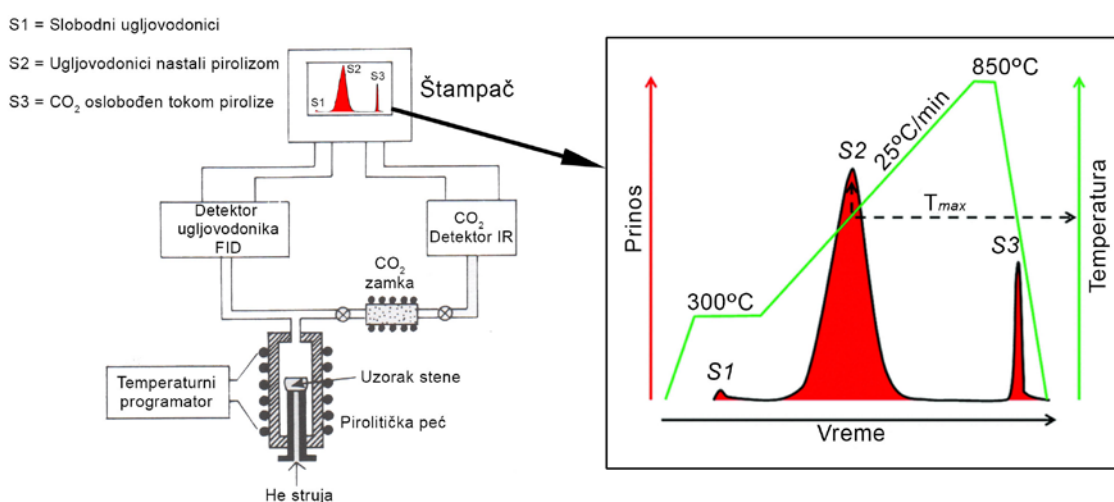 S1 = Slobodni ugljovodonici
S2 = Ugljovodonici nastali pirolizom
S3 = CO₂ oslobođen tokom pirolize
S1
S2
S3
Štampač
Detektor
ugljovodonika
FID
CO₂
Detektor IR
CO₂
zamka
Temperaturni
programator
Uzorak stene
Pirolitička peć
He struja
Prinos
300ºC
S1
S2
25ºC/min
850ºC
Tmax
S3
Temperatura
Vreme